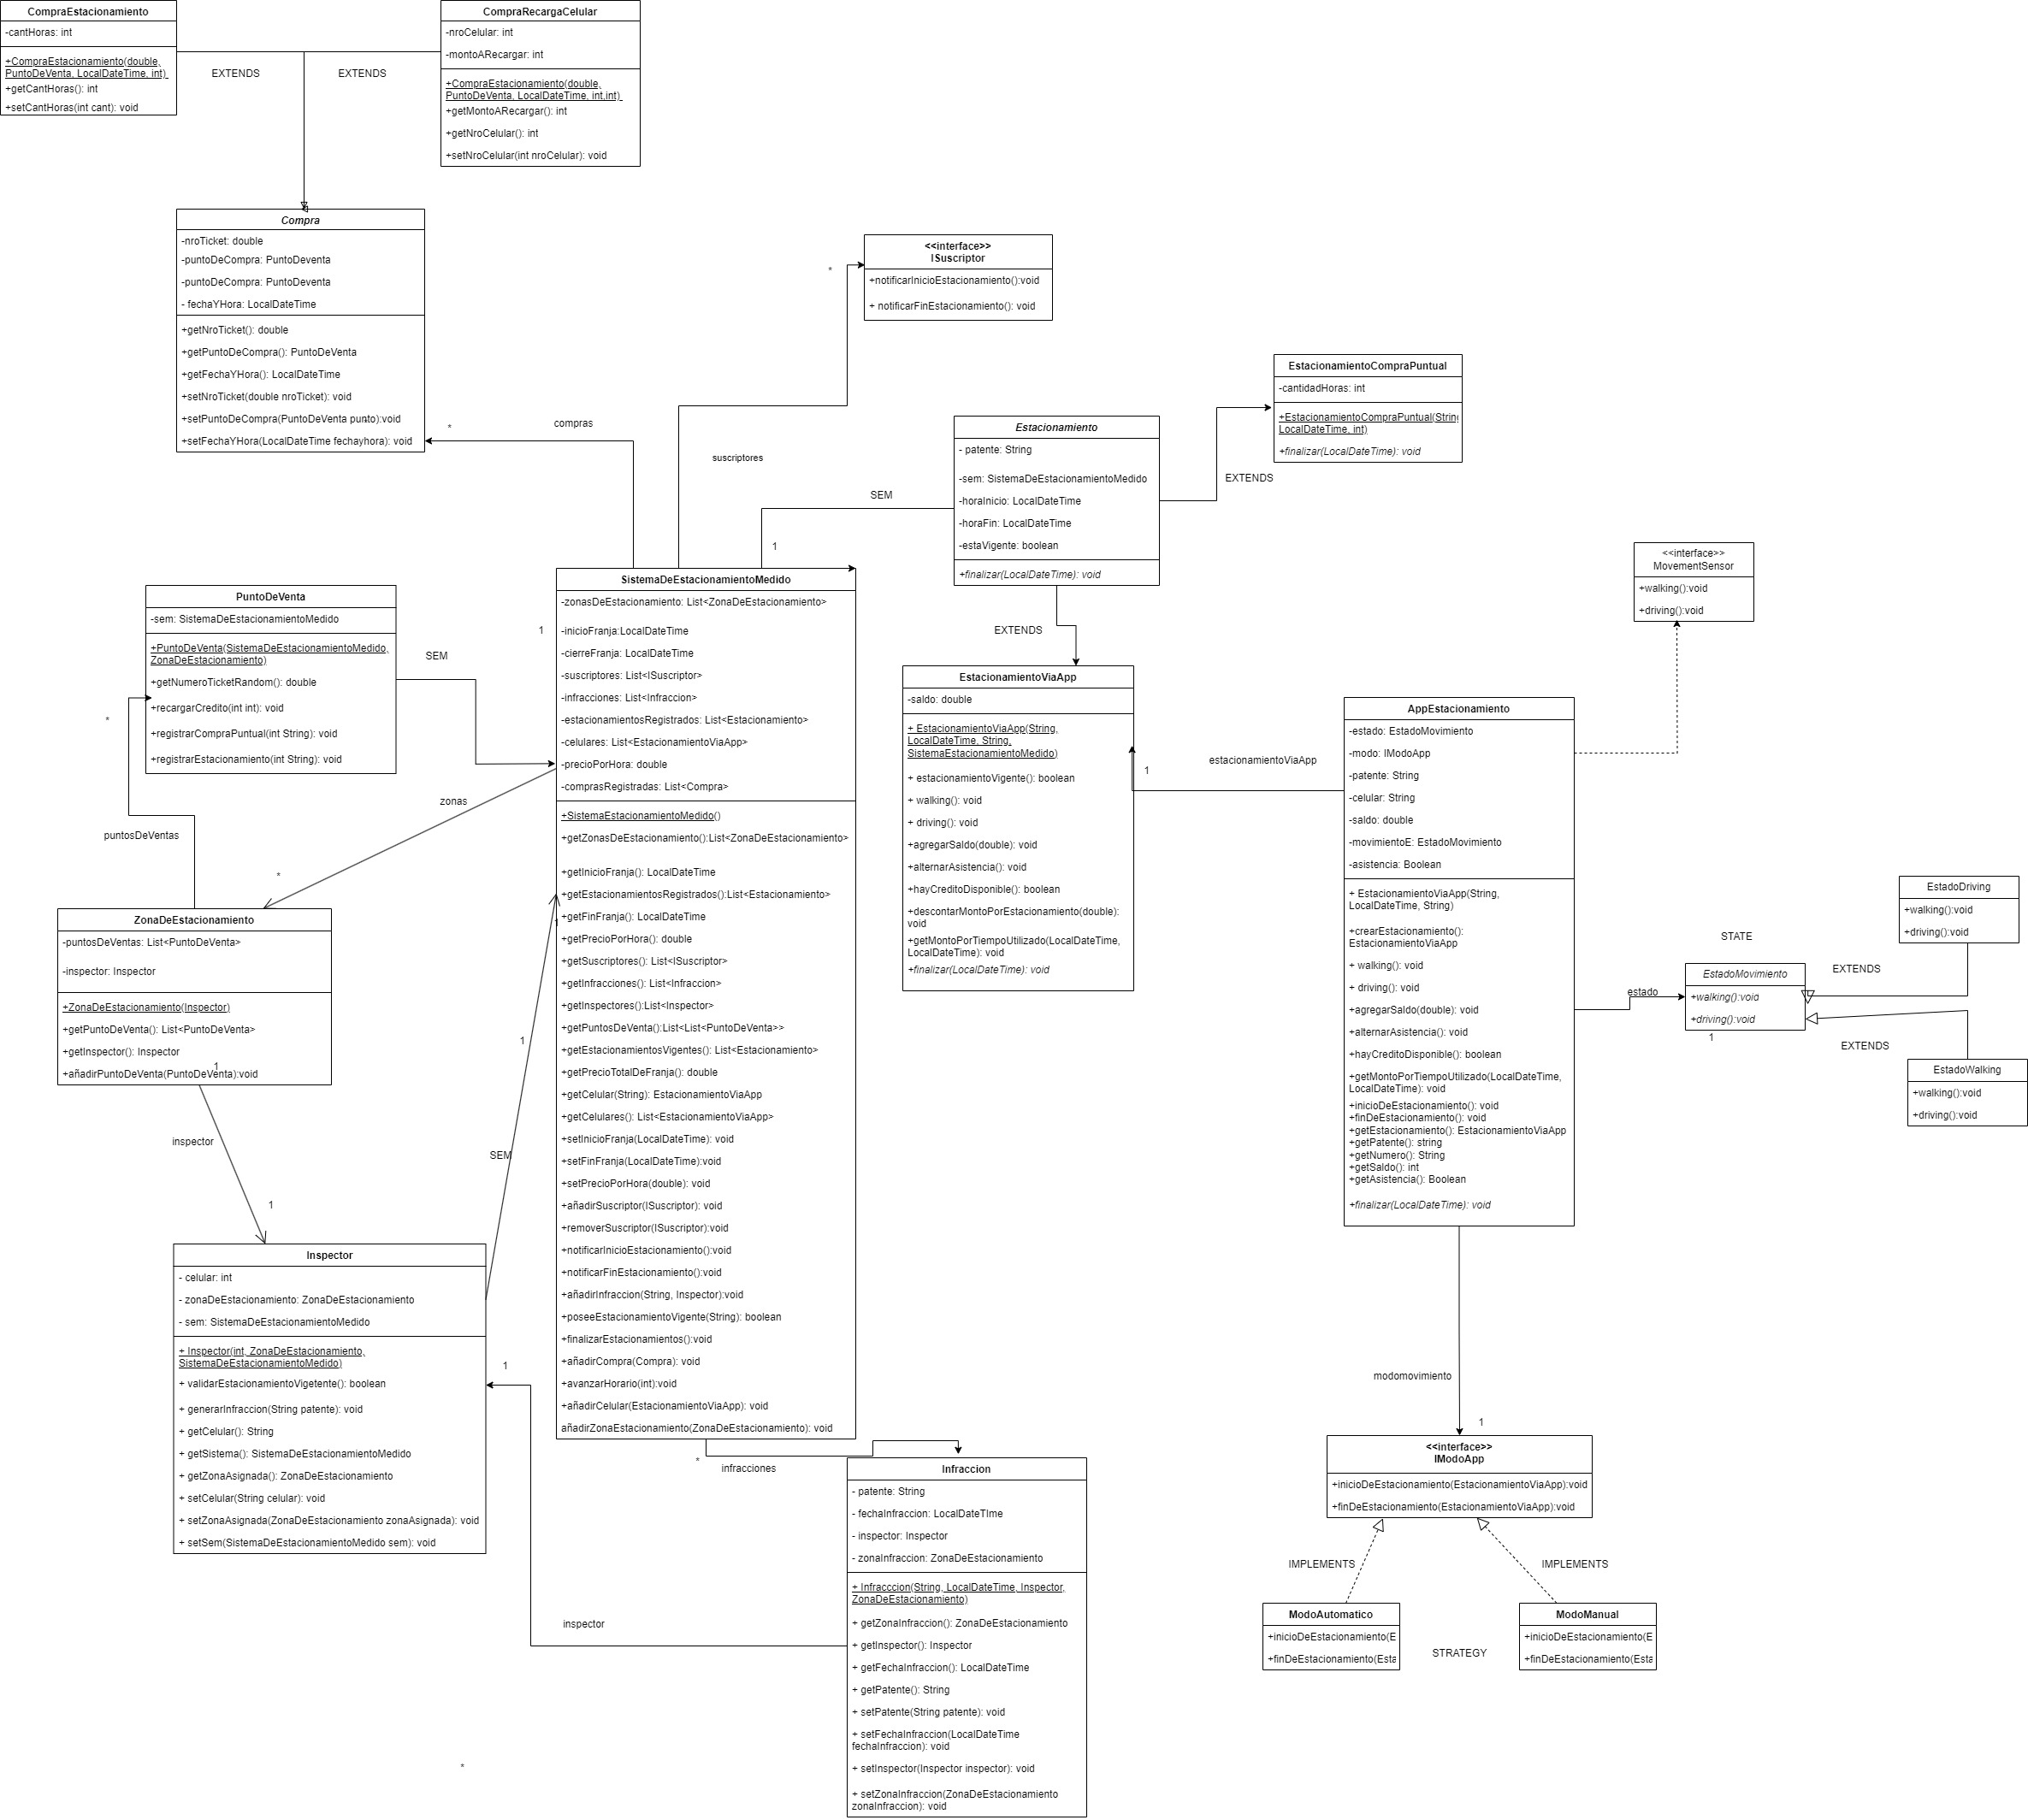 CompraEstacionamiento
-cantHoras: int
+CompraEstacionamiento(double,
PuntoDeVenta, LocalDateTime, int)
+getCantHoras(): int
+setCantHoras(int cant): void
EXTENDS
EXTENDS
CompraRecargaCelular
-nroCelular: int
-montoARecargar: int
+CompraEstacionamiento(double,
PuntoDeVenta, LocalDateTime, int,int)
+getMontoARecargar(): int
+getNroCelular(): int
+setNroCelular(int nroCelular): void
Compra
-nroTicket: double
-puntoDeCompra: PuntoDeventa
-puntoDeCompra: PuntoDeventa
- fechaYHora: LocalDateTime
+getNroTicket(): double
+getPuntoDeCompra(): PuntoDeVenta
+getFechaYHora(): LocalDateTime
+setNroTicket(double nroTicket): void
+setPuntoDeCompra(PuntoDeVenta punto):void
+setFechaYHora(LocalDateTime fechayhora): void
*
compras
suscriptores
*
<<interface>>
ISuscriptor
+notificarInicioEstacionamiento():void
+ notificarFinEstacionamiento(): void
SEM
1
Estacionamiento
- patente: String
-sem: SistemaDeEstacionamientoMedido
-horaInicio: LocalDateTime
-horaFin: LocalDateTime
-estaVigente: boolean
+finalizar(LocalDateTime): void
EXTENDS
EstacionamientoCompraPuntual
-cantidadHoras: int
+EstacionamientoCompraPuntual(String
LocalDateTime, int)
+finalizar(LocalDateTime): void
EXTENDS
<<interface>>
MovementSensor
+walking():void
+driving():void
PuntoDeVenta
-sem: SistemaDeEstacionamientoMedido
+PuntoDeVenta(SistemaDeEstacionamientoMedido,
ZonaDeEstacionamiento)
+getNumeroTicketRandom(): double
+recargarCredito(int int): void
+registrarCompraPuntual(int String): void
+registrarEstacionamiento(int String): void
SEM
1
*
puntosDeVentas
zonas
*
SistemaDeEstacionamientoMedido
-zonasDeEstacionamiento: List<ZonaDeEstacionamiento>
-inicioFranja:LocalDateTime
-cierreFranja: LocalDateTime
-suscriptores: List<ISuscriptor>
-infracciones: List<Infraccion>
-estacionamientosRegistrados: List<Estacionamiento>
-celulares: List<EstacionamientoViaApp>
-precioPorHora: double
-comprasRegistradas: List<Compra>
+SistemaEstacionamientoMedido()
+getZonasDeEstacionamiento():List<ZonaDeEstacionamiento>
+getInicioFranja(): LocalDateTime
+getEstacionamientosRegistrados():List<Estacionamiento>
+getFinFranja(): LocalDateTime
+getPrecioPorHora(): double
+getSuscriptores(): List<ISuscriptor>
+getInfracciones(): List<Infraccion>
+getInspectores():List<Inspector>
+getPuntosDeVenta():List<List<PuntoDeVenta>>
+getEstacionamientosVigentes(): List<Estacionamiento>
+getPrecioTotalDeFranja(): double
+getCelular(String): EstacionamientoViaApp
+getCelulares(): List<EstacionamientoViaApp>
+setInicioFranja(LocalDateTime): void
+setFinFranja(LocalDateTime):void
+setPrecioPorHora(double): void
+añadirSuscriptor(ISuscriptor): void
+removerSuscriptor(ISuscriptor):void
+notificarInicioEstacionamiento():void
+notificarFinEstacionamiento():void
+añadirInfraccion(String, Inspector):void
+poseeEstacionamientoVigente(String): boolean
+finalizarEstacionamientos():void
+añadirCompra(Compra): void
+avanzarHorario(int):void
+añadirCelular(EstacionamientoViaApp): void
añadirZonaEstacionamiento(ZonaDeEstacionamiento): void
1
EstacionamientoViaApp
-saldo: double
+ EstacionamientoViaApp(String,
LocalDateTime, String,
SistemaEstacionamientoMedido)
+ estacionamientoVigente(): boolean
+ walking(): void
+ driving(): void
+agregarSaldo(double): void
+alternarAsistencia(): void
+hayCreditoDisponible(): boolean
+descontarMontoPorEstacionamiento(double):
void
+getMontoPorTiempoUtilizado(LocalDateTime,
LocalDateTime): void
+finalizar(LocalDateTime): void
1
estacionamientoViaApp
AppEstacionamiento
-estado: EstadoMovimiento
-modo: IModoApp
-patente: String
-celular: String
-saldo: double
-movimientoE: EstadoMovimiento
-asistencia: Boolean
+ EstacionamientoViaApp(String,
LocalDateTime, String)
+crearEstacionamiento():
EstacionamientoViaApp
+ walking(): void
+ driving(): void
+agregarSaldo(double): void
+alternarAsistencia(): void
+hayCreditoDisponible(): boolean
+getMontoPorTiempoUtilizado(LocalDateTime,
LocalDateTime): void
+inicioDeEstacionamiento(): void
+finDeEstacionamiento(): void
+getEstacionamiento(): EstacionamientoViaApp
+getPatente(): string
+getNumero(): String
+getSaldo(): int
+getAsistencia(): Boolean
+finalizar(LocalDateTime): void
estado
STATE
EstadoMovimiento
+walking():void
+driving():void
1
EXTENDS
EXTENDS
EstadoDriving
+walking():void
+driving():void
EstadoWalking
+walking():void
+driving():void
ZonaDeEstacionamiento
-puntosDeVentas: List<PuntoDeVenta>
-inspector: Inspector
+ZonaDeEstacionamiento(Inspector)
+getPuntoDeVenta(): List<PuntoDeVenta>
+getInspector(): Inspector
+añadirPuntoDeVenta(PuntoDeVenta):void
1
inspector
1
1
SEM
Inspector
- celular: int
- zonaDeEstacionamiento: ZonaDeEstacionamiento
- sem: SistemaDeEstacionamientoMedido
+ Inspector(int, ZonaDeEstacionamiento,
SistemaDeEstacionamientoMedido)
+ validarEstacionamientoVigetente(): boolean
+ generarInfraccion(String patente): void
+ getCelular(): String
+ getSistema(): SistemaDeEstacionamientoMedido
+ getZonaAsignada(): ZonaDeEstacionamiento
+ setCelular(String celular): void
+ setZonaAsignada(ZonaDeEstacionamiento zonaAsignada): void
+ setSem(SistemaDeEstacionamientoMedido sem): void
1
*
infracciones
inspector
*
Infraccion
- patente: String
- fechaInfraccion: LocalDateTIme
- inspector: Inspector
- zonaInfraccion: ZonaDeEstacionamiento
+ Infracccion(String, LocalDateTime, Inspector,
ZonaDeEstacionamiento)
+ getZonaInfraccion(): ZonaDeEstacionamiento
+ getInspector(): Inspector
+ getFechaInfraccion(): LocalDateTime
+ getPatente(): String
+ setPatente(String patente): void
+ setFechaInfraccion(LocalDateTime
fechaInfraccion): void
+ setInspector(Inspector inspector): void
+ setZonaInfraccion(ZonaDeEstacionamiento
zonaInfraccion): void
modomovimiento
1
<<interface>>
IModoApp
+inicioDeEstacionamiento(EstacionamientoViaApp):void
+finDeEstacionamiento(EstacionamientoViaApp):void
IMPLEMENTS
IMPLEMENTS
ModoAutomatico
+inicioDeEstacionamiento(E
+finDeEstacionamiento(Esta
STRATEGY
ModoManual
+inicioDeEstacionamiento(E
+finDeEstacionamiento(Esta